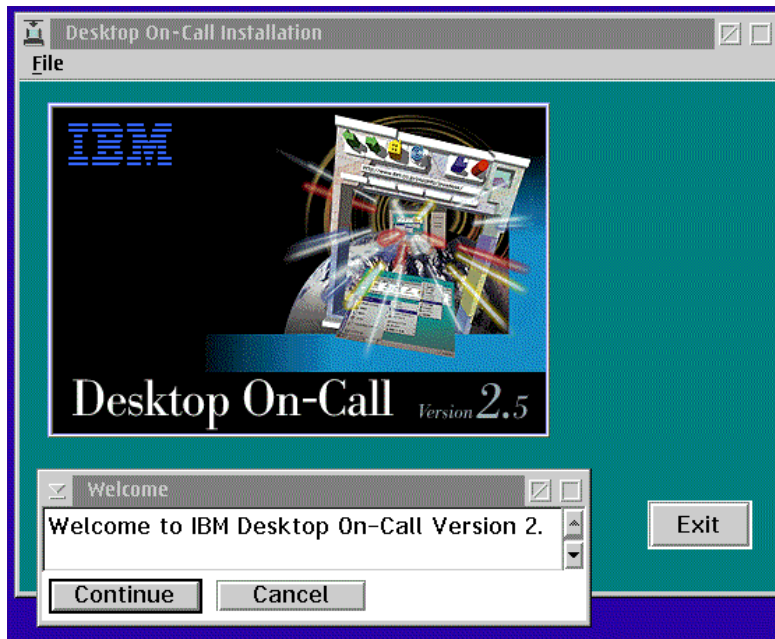 Desktop On-Call Installation
File
IBM
Desktop On-Call Version 2.5
Welcome
Welcome to IBM Desktop On-Call Version 2.
Continue
Cancel
Exit